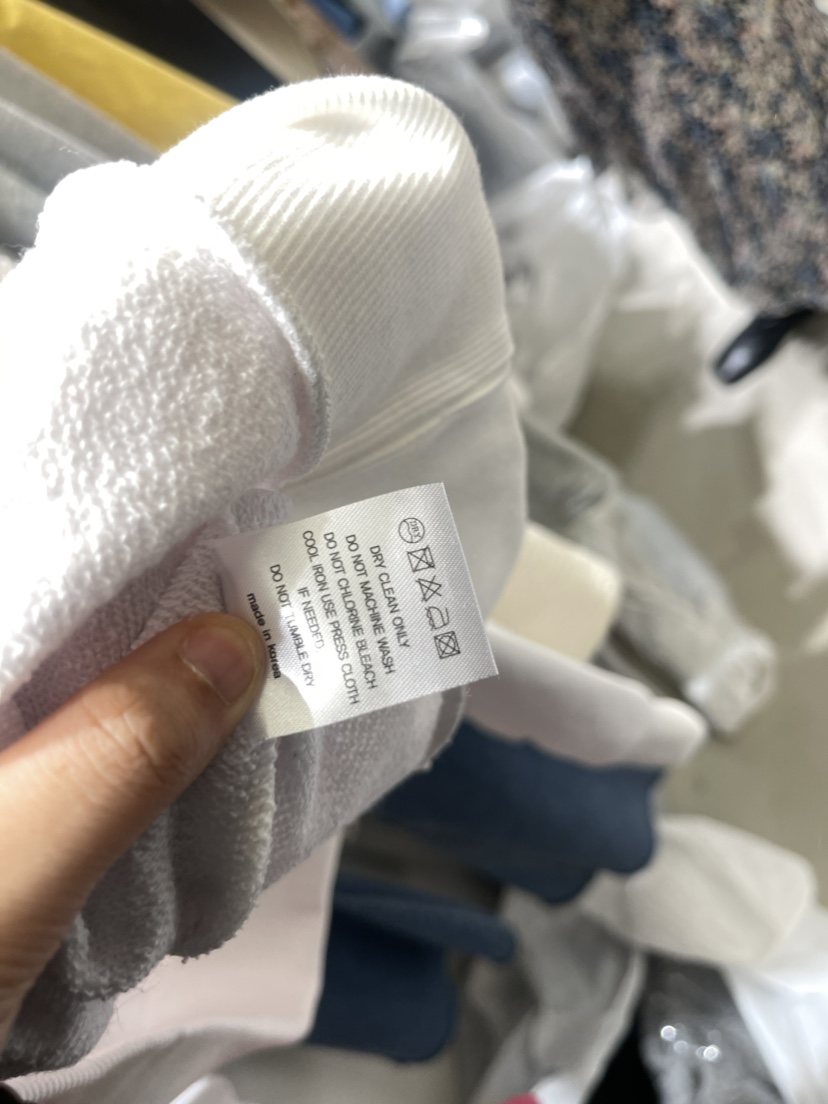 DRY
DRY CLEAN ONLY
DO NOT MACHINE WASH
DO NOT CHLORINE BLEACH
COOL IRON USE PRESS CLOTH
IF NEEDED.
DO NOT TUMBLE DRY
made in korea